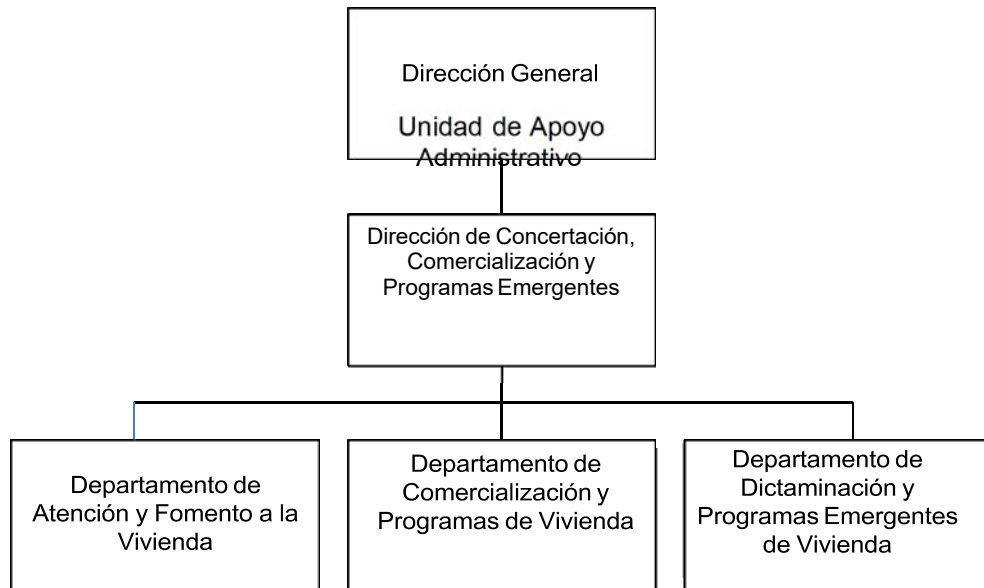 Dirección General
Unidad de Apoyo
Administrativo
Dirección de Concertación,
Comercialización y
Programas Emergentes
Departamento de
Atención y Fomento a la
Vivienda
Departamento de
Comercialización y
Programas de Vivienda
Departamento de
Dictaminación y
Programas Emergentes
de Vivienda